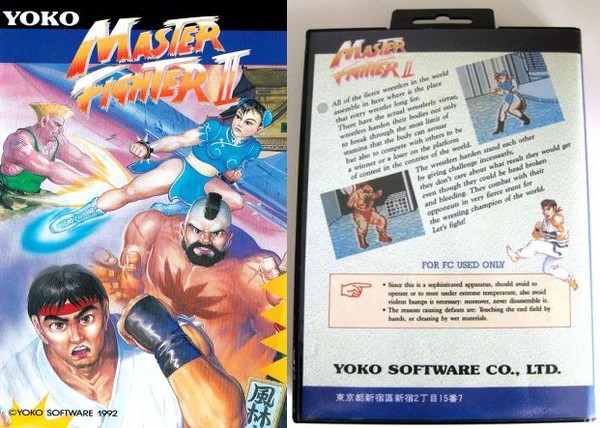 YOKO
MASTER
FIGHTER II
風林
©YOKO SOFTWARE 1992
MASTER
FIGHTER II
All of the fierce wrestlers in the world
assemble in here where is the place
that every wrestler long for.
There have the actual wrestlerly virtue,
wrestlers harden their bodies not only
to break through the most limit of
stamina that the body can arouse
but also to compete with others to be
a winner or a loser on the platform
of contest in the centries of the world.
The wrestlers harden stand each other
by giving challenge incessantly,
they don't care about what result they would get
even though they could be head broken
and bleeding. They combat with their
opponguts in very fierce stunt for
the wrestling champion of the world.
Let's fight!
FOR FC USED ONLY
• Since this is a sophisticated apparatus, should avoid to
operate or to store under extreme temperature, also avoid
violent bumps is necessary: moreover, never dissemble it.
• The reasons causing defauts are: Touching the end field by
hands, or cleaning by wet materials.
YOKO SOFTWARE CO., LTD.
東京都新宿區新宿2丁目15番7